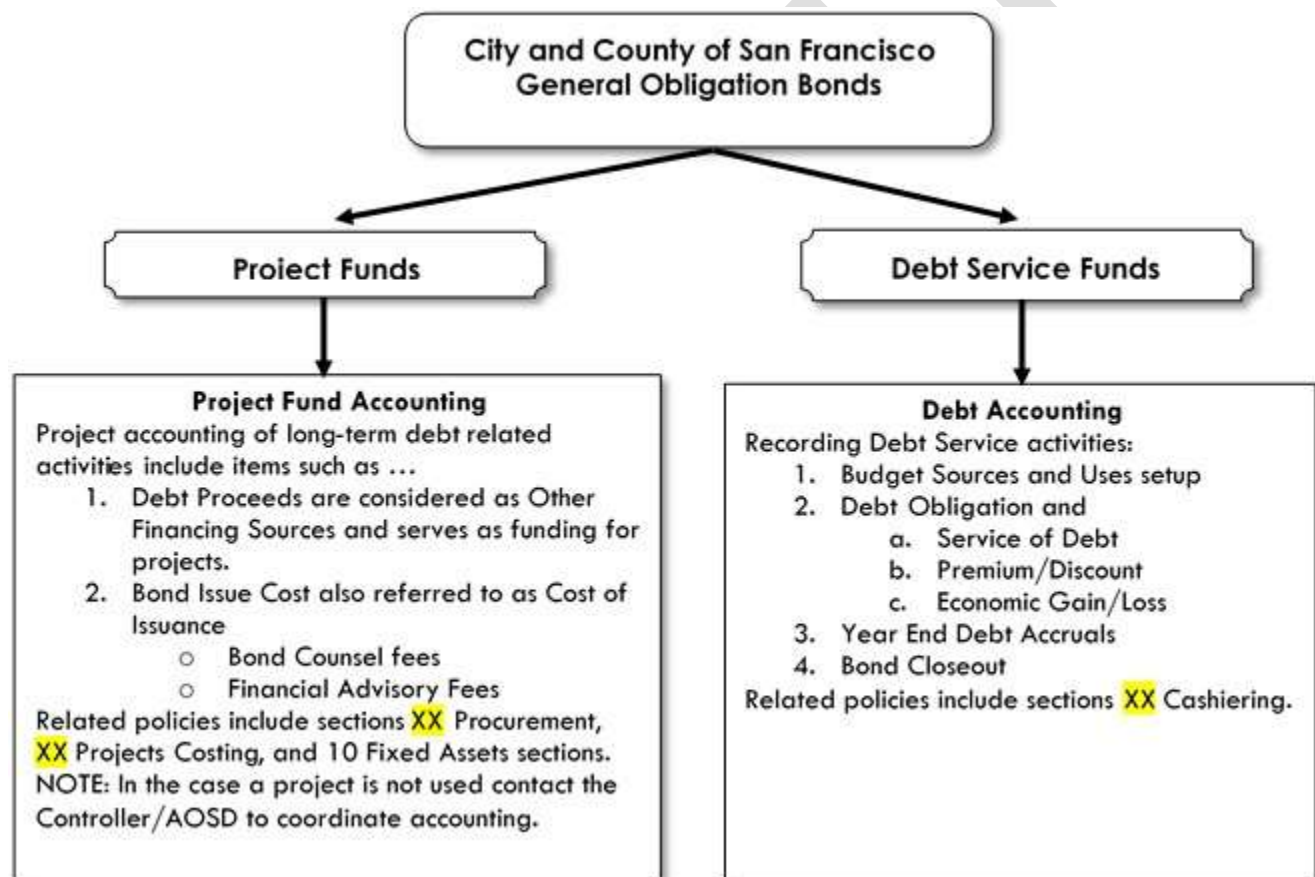 City and County of San Francisco
General Obligation Bonds
Project Funds
Debt Service Funds
Project Fund Accounting
Project accounting of long-term debt related
activities include items such as …
1. Debt Proceeds are considered as Other
Financing Sources and serves as funding for
projects.
2. Bond Issue Cost also referred to as Cost of
Issuance
○ Bond Counsel fees
○ Financial Advisory Fees
Related policies include sections XX Procurement,
XX Projects Costing, and 10 Fixed Assets sections.
NOTE: In the case a project is not used contact the
Controller/AOSD to coordinate accounting.
Debt Accounting
Recording Debt Service activities:
1. Budget Sources and Uses setup
2. Debt Obligation and
a. Service of Debt
b. Premium/Discount
c. Economic Gain/Loss
3. Year End Debt Accruals
4. Bond Closeout
Related policies include sections XX Cashiering.